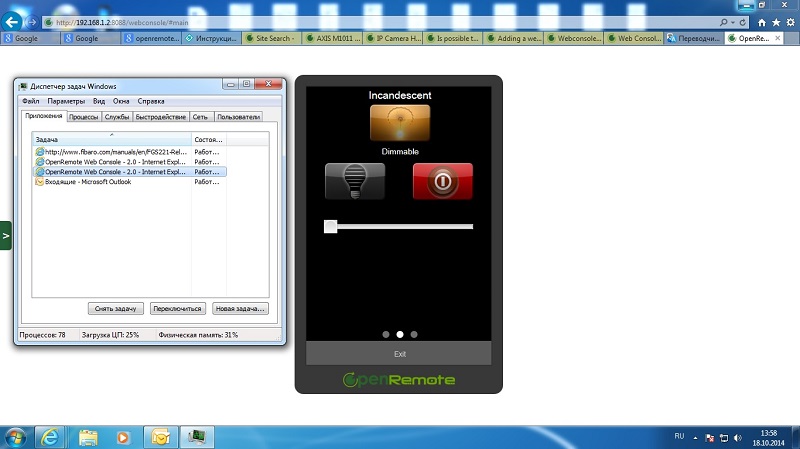 http://192.168.1.2:8088/webconsole/#main
Google
Google
openremote...
Инструкци...
Site Search -
AXIS M1011 ...
IP Camera H...
Is possible t...
Adding a we...
Webconsole...
Web Consol...
Переводчи...
OpenRe...
Диспетчер задач Windows
Файл Параметры Вид Окна Справка
Приложения Процессы Службы Быстродействие Сеть Пользователи
Задача Состоя...
http://www.fibaro.com/manuals/en/FGS221-Rel... Работ...
OpenRemote Web Console - 2.0 - Internet Expl... Работ...
OpenRemote Web Console - 2.0 - Internet Expl... Работ...
Входящие - Microsoft Outlook Работ...
Снять задачу Переключиться Новая задача...
Процессов: 78 Загрузка ЦП: 25% Физическая память: 31%
>
Incandescent
Dimmable
Exit
OpenRemote
RU
13:58
18.10.2014